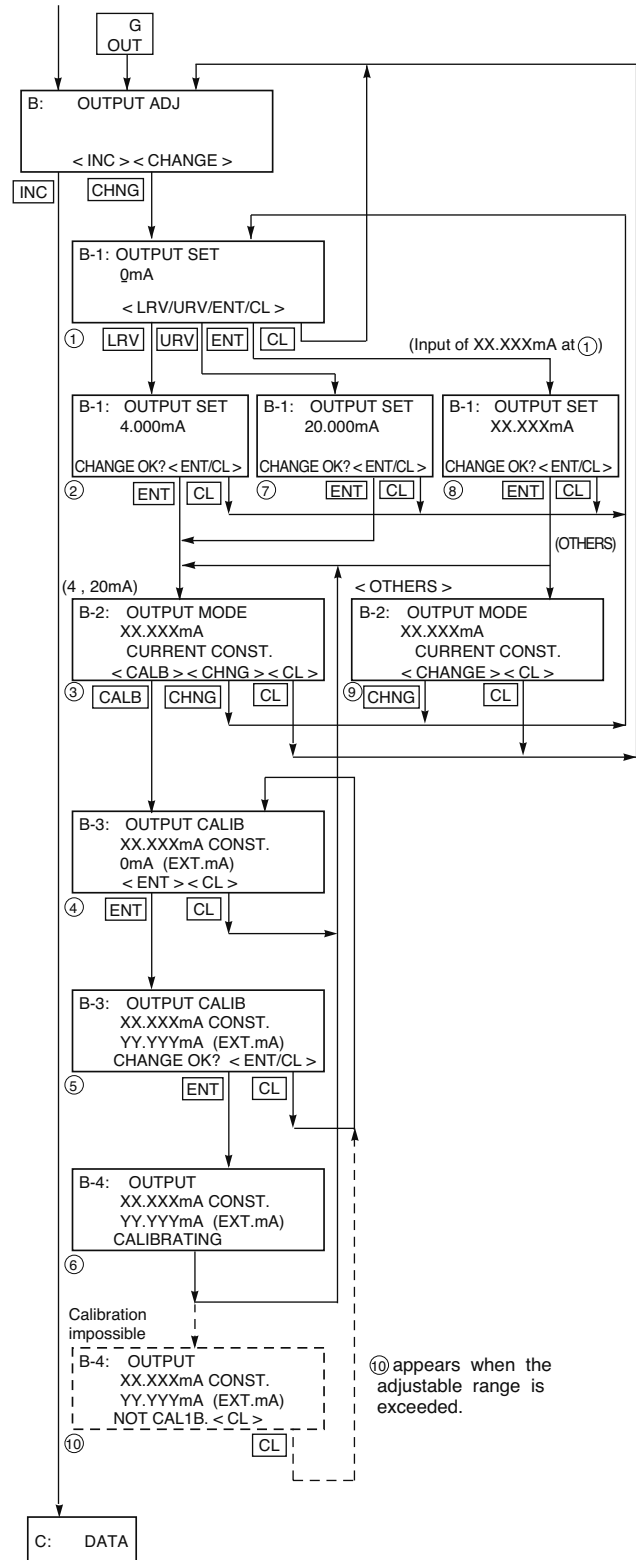 G
OUT
B: OUTPUT ADJ
< INC > < CHANGE >
INC CHNG
B-1: OUTPUT SET
0mA
< LRV/URV/ENT/CL >
① LRV URV ENT CL
(Input of XX.XXXmA at ①)
B-1: OUTPUT SET
4.000mA
CHANGE OK? < ENT/CL >
② ENT CL
B-1: OUTPUT SET
20.000mA
CHANGE OK? < ENT/CL >
⑦ ENT CL
B-1: OUTPUT SET
XX.XXXmA
CHANGE OK? < ENT/CL >
⑧ ENT CL
(OTHERS)
(4 , 20mA)
B-2: OUTPUT MODE
XX.XXXmA
CURRENT CONST.
< CALB > < CHNG > < CL >
③ CALB CHNG CL
< OTHERS >
B-2: OUTPUT MODE
XX.XXXmA
CURRENT CONST.
< CHANGE > < CL >
⑨ CHNG CL
B-3: OUTPUT CALIB
XX.XXXmA CONST.
0mA (EXT.mA)
< ENT > < CL >
④ ENT CL
B-3: OUTPUT CALIB
XX.XXXmA CONST.
YY.YYYmA (EXT.mA)
CHANGE OK? < ENT/CL >
⑤ ENT CL
B-4: OUTPUT
XX.XXXmA CONST.
YY.YYYmA (EXT.mA)
CALIBRATING
⑥
Calibration
impossible
B-4: OUTPUT
XX.XXXmA CONST.
YY.YYYmA (EXT.mA)
NOT CAL1B. < CL >
⑩ CL
⑩ appears when the
adjustable range is
exceeded.
C: DATA